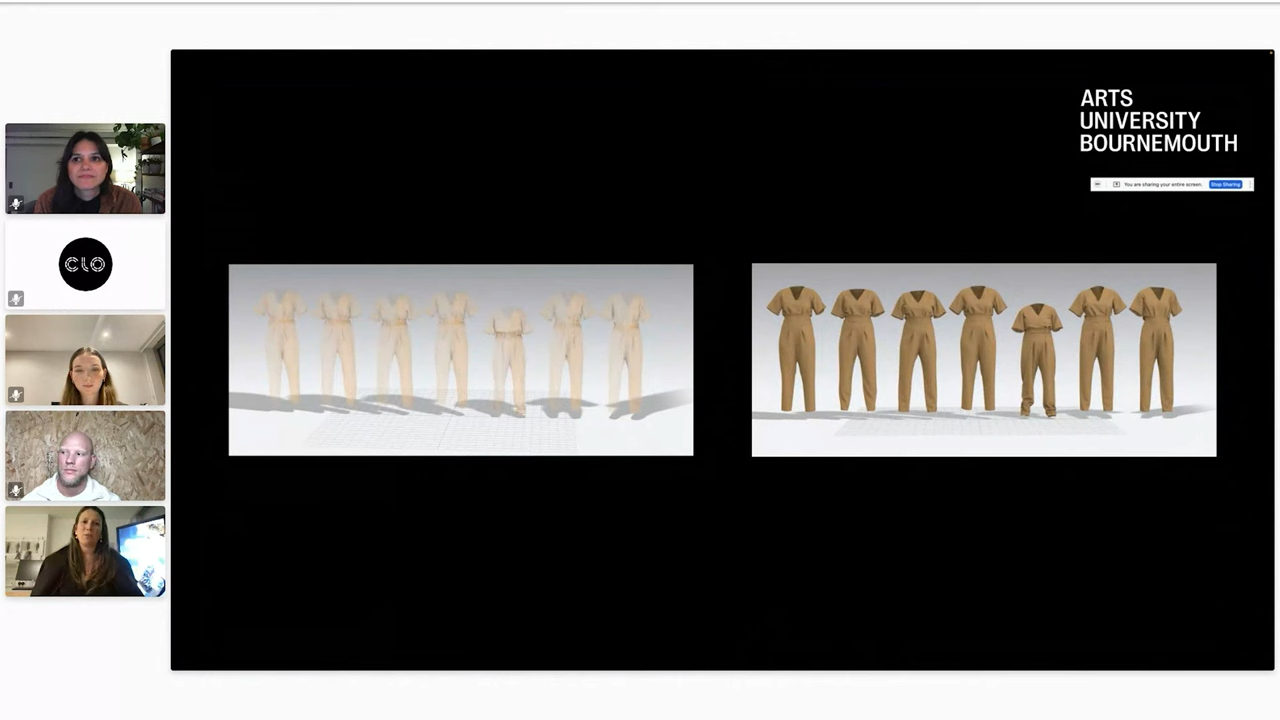 ARTS
UNIVERSITY
BOURNEMOUTH
You are sharing your entire screen.
Stop Sharing
CLO